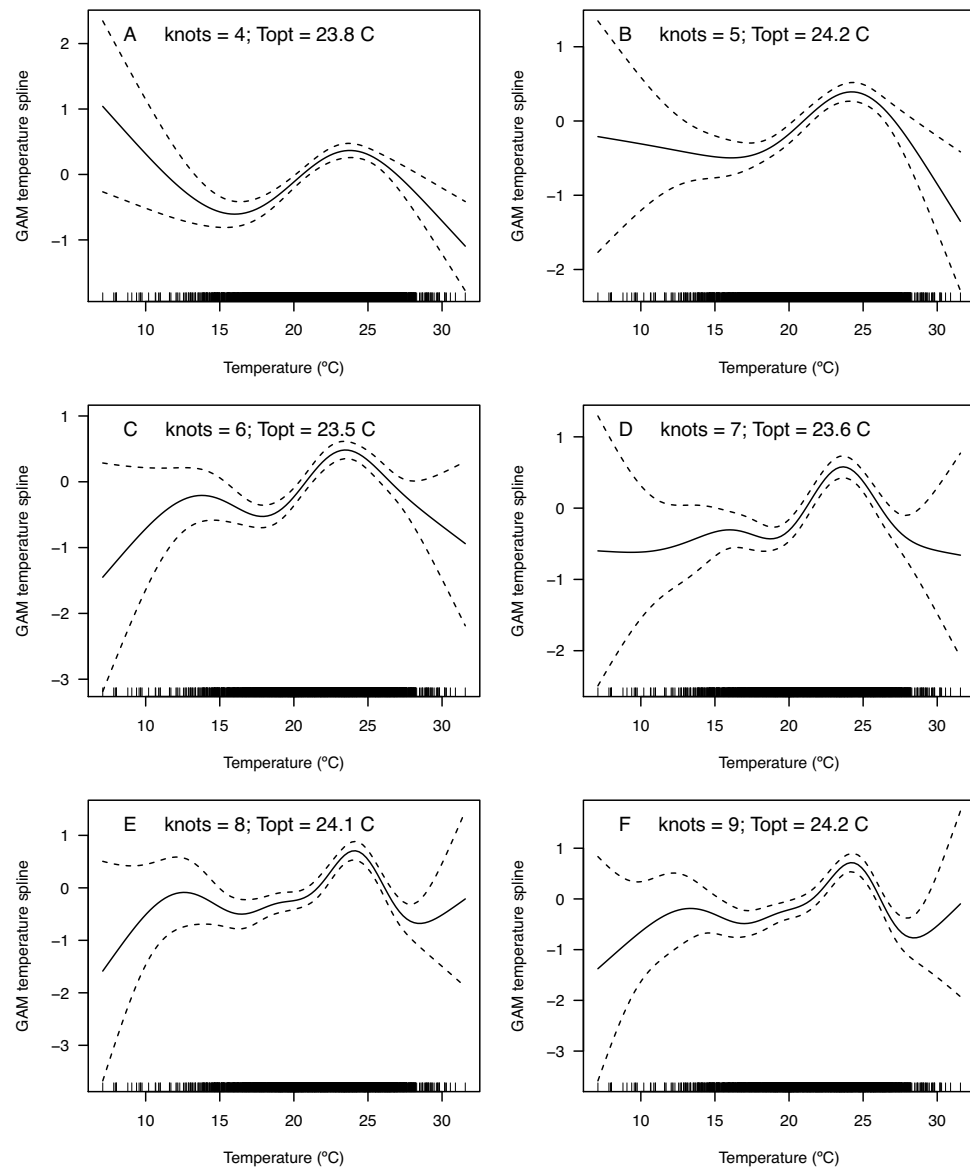 A knots = 4; Topt = 23.8 C
GAM temperature spline
2
1
0
−1
10 15 20 25 30
Temperature (ºC)
B knots = 5; Topt = 24.2 C
GAM temperature spline
1
0
−1
−2
10 15 20 25 30
Temperature (ºC)
C knots = 6; Topt = 23.5 C
GAM temperature spline
1
0
−1
−2
−3
10 15 20 25 30
Temperature (ºC)
D knots = 7; Topt = 23.6 C
GAM temperature spline
1
0
−1
−2
10 15 20 25 30
Temperature (ºC)
E knots = 8; Topt = 24.1 C
GAM temperature spline
1
0
−1
−2
−3
10 15 20 25 30
Temperature (ºC)
F knots = 9; Topt = 24.2 C
GAM temperature spline
1
0
−1
−2
−3
10 15 20 25 30
Temperature (ºC)